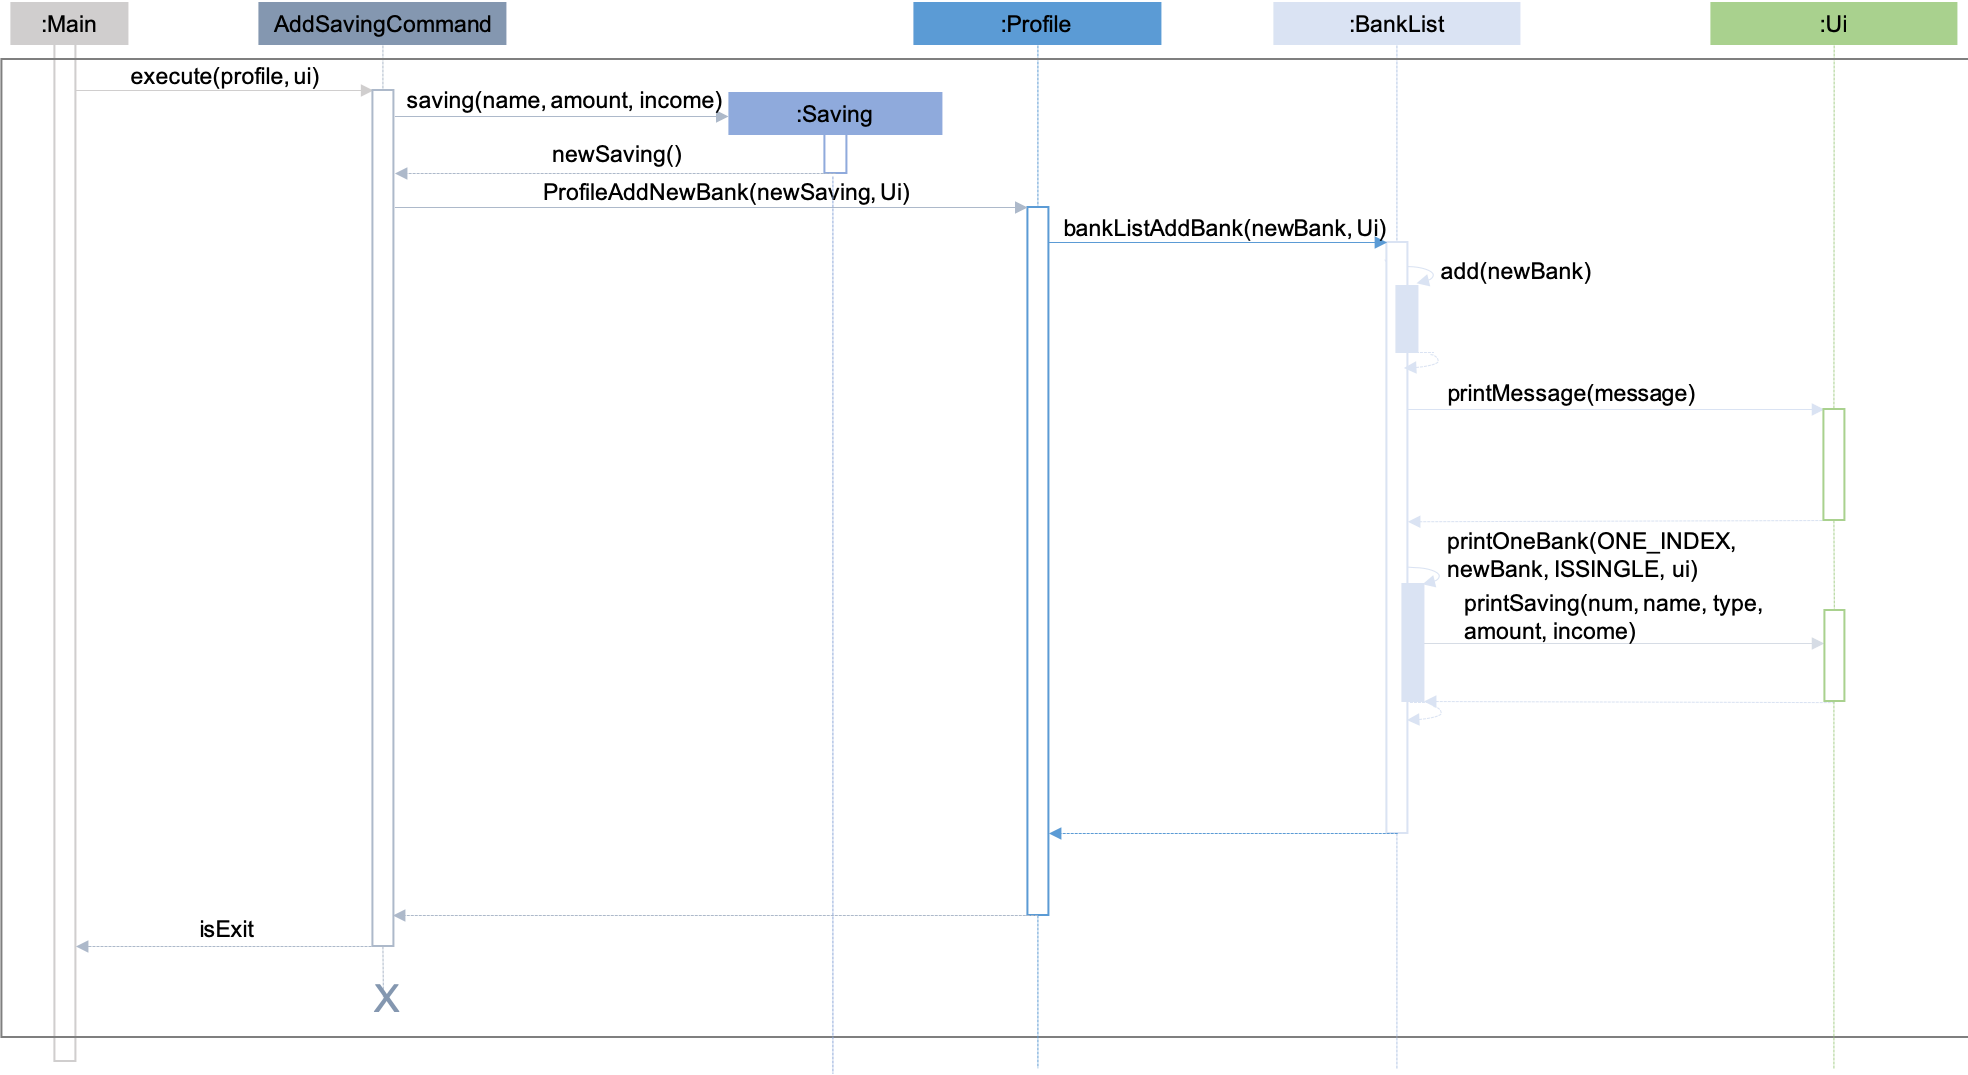 :Main
AddSavingCommand
:Profile
:BankList
:Ui
execute(profile, ui)
saving(name, amount, income)
:Saving
newSaving()
ProfileAddNewBank(newSaving, Ui)
bankListAddBank(newBank, Ui)
add(newBank)
printMessage(message)
printOneBank(ONE_INDEX,
newBank, ISSINGLE, ui)
printSaving(num, name, type,
amount, income)
isExit
X